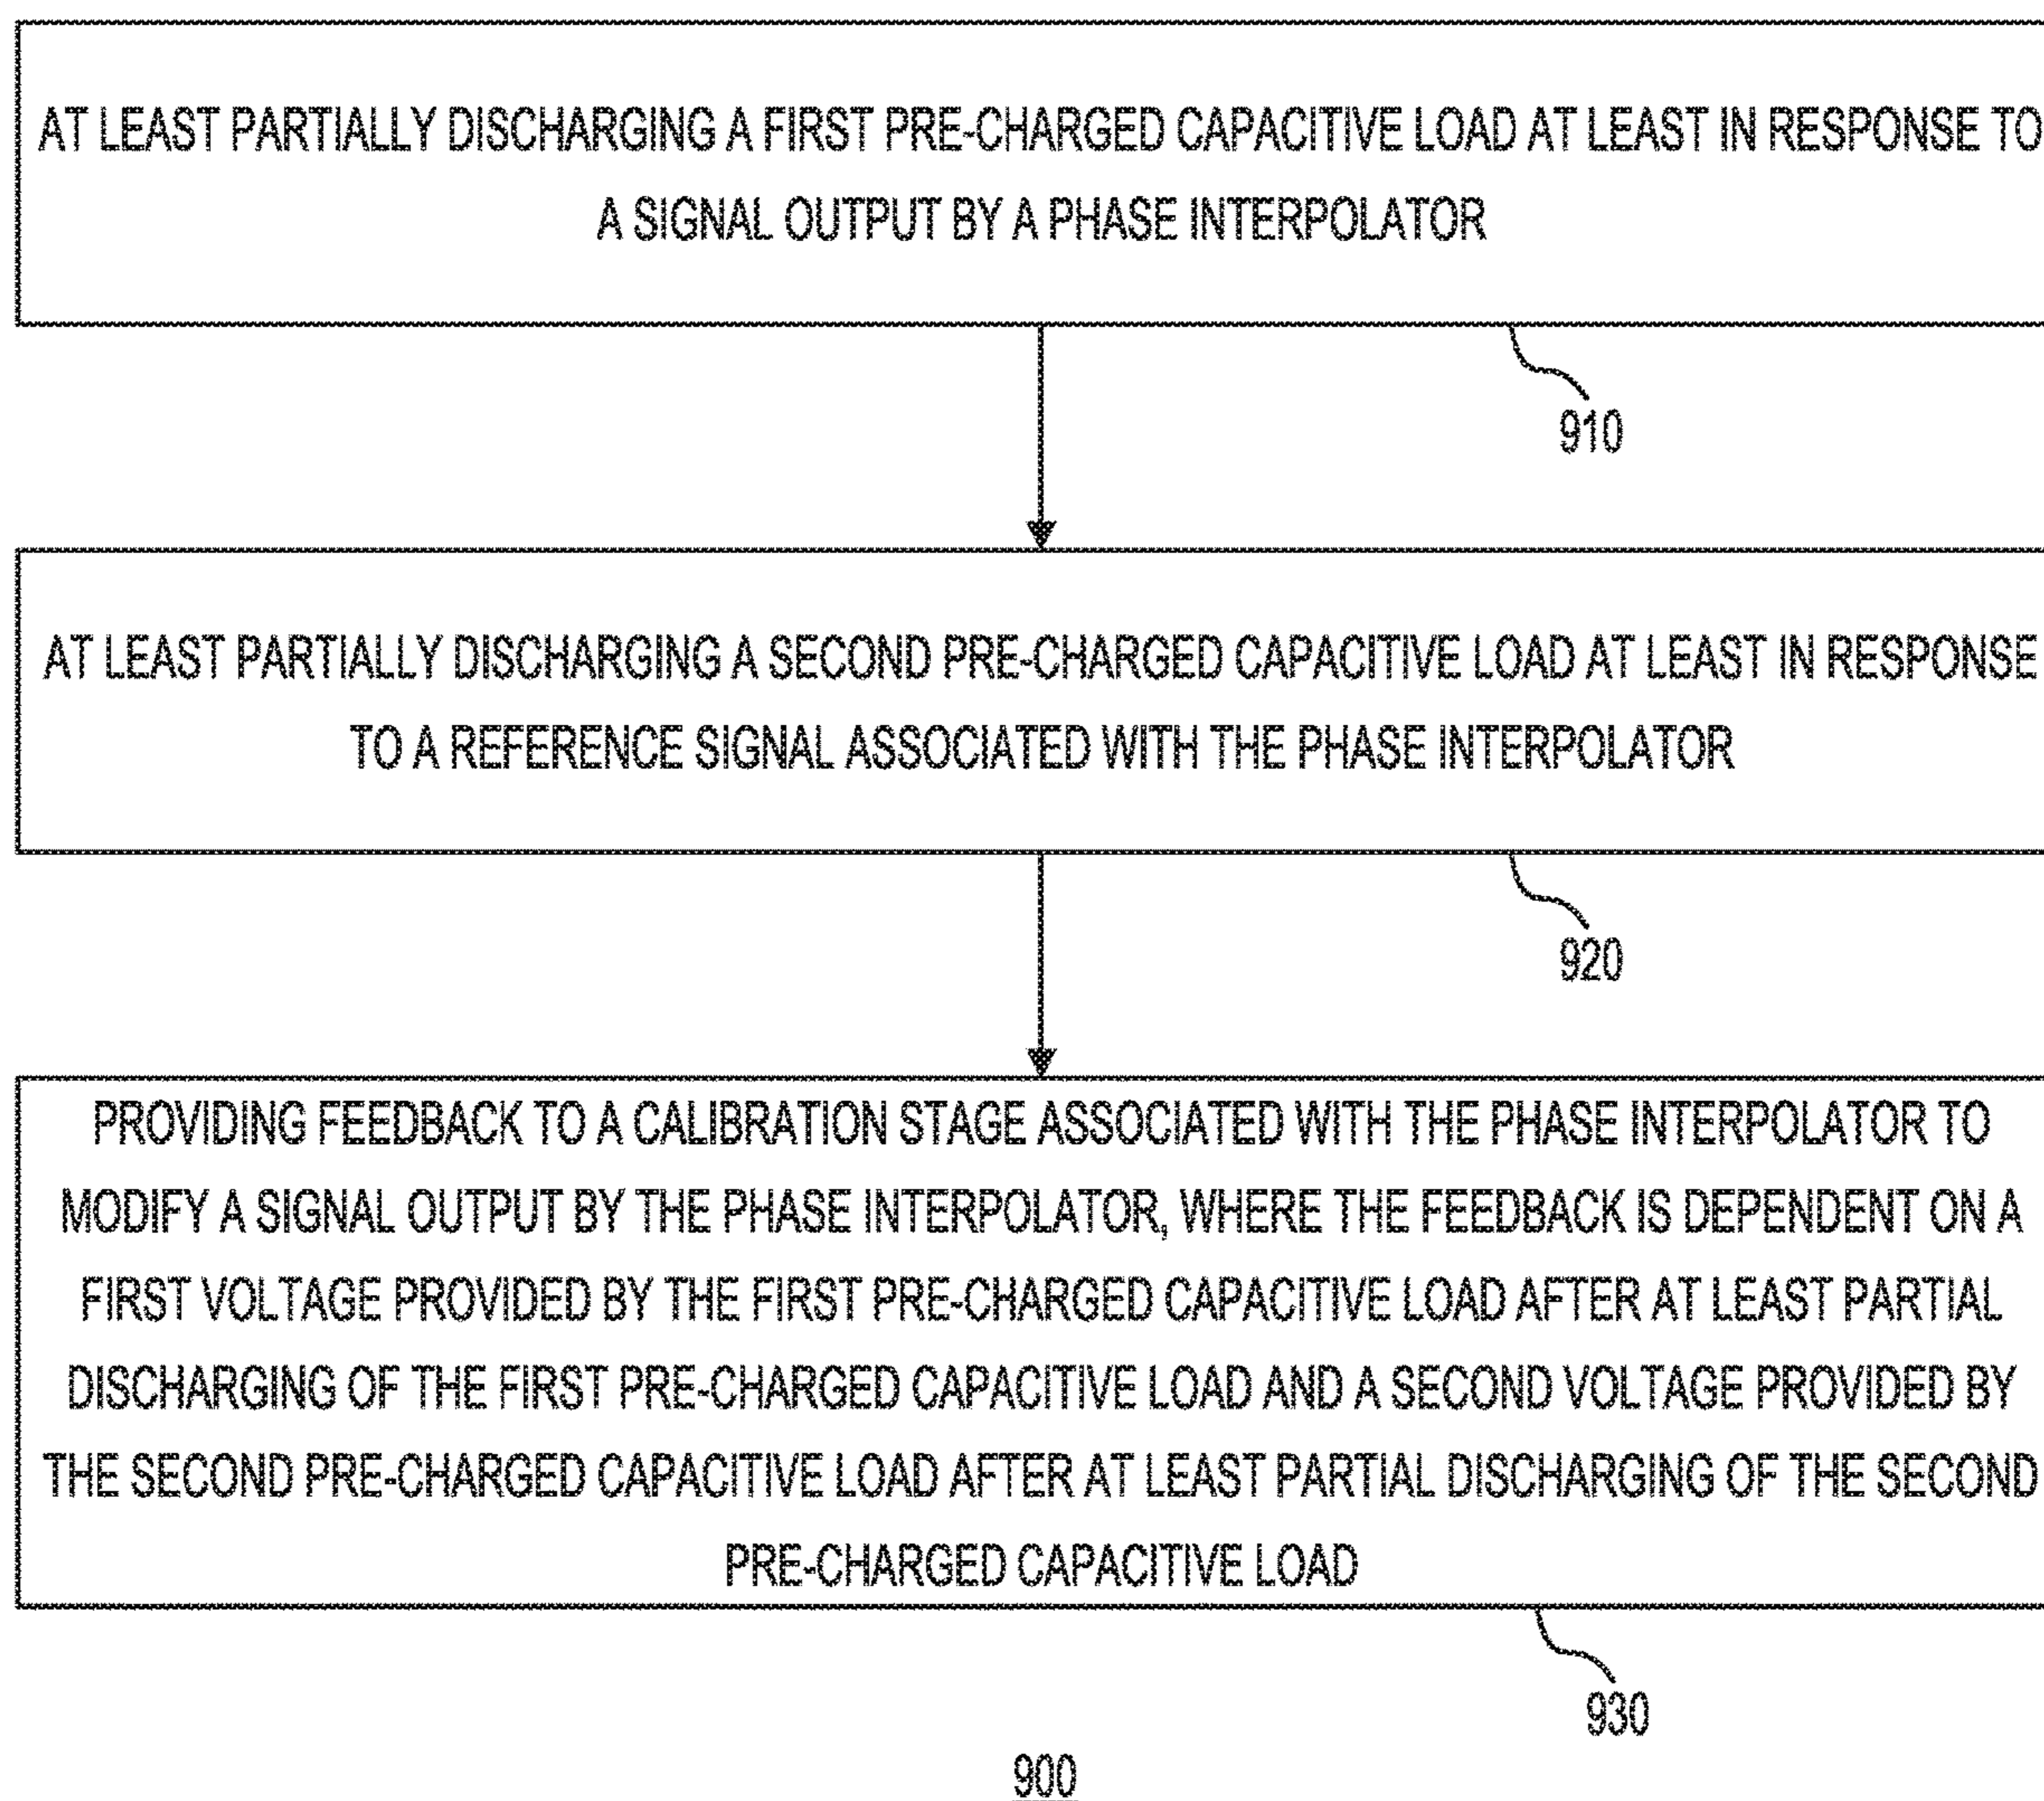 AT LEAST PARTIALLY DISCHARGING A FIRST PRE-CHARGED CAPACITIVE LOAD AT LEAST IN RESPONSE TO
A SIGNAL OUTPUT BY A PHASE INTERPOLATOR
910
AT LEAST PARTIALLY DISCHARGING A SECOND PRE-CHARGED CAPACITIVE LOAD AT LEAST IN RESPONSE
TO A REFERENCE SIGNAL ASSOCIATED WITH THE PHASE INTERPOLATOR
920
PROVIDING FEEDBACK TO A CALIBRATION STAGE ASSOCIATED WITH THE PHASE INTERPOLATOR TO
MODIFY A SIGNAL OUTPUT BY THE PHASE INTERPOLATOR, WHERE THE FEEDBACK IS DEPENDENT ON A
FIRST VOLTAGE PROVIDED BY THE FIRST PRE-CHARGED CAPACITIVE LOAD AFTER AT LEAST PARTIAL
DISCHARGING OF THE FIRST PRE-CHARGED CAPACITIVE LOAD AND A SECOND VOLTAGE PROVIDED BY
THE SECOND PRE-CHARGED CAPACITIVE LOAD AFTER AT LEAST PARTIAL DISCHARGING OF THE SECOND
PRE-CHARGED CAPACITIVE LOAD
930
900